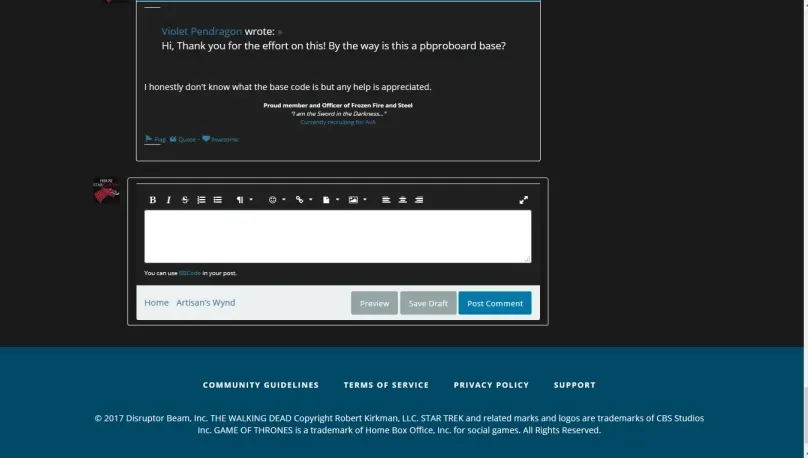 Violet Pendragon wrote: »
Hi, Thank you for the effort on this! By the way is this a pbproboard base?
I honestly don't know what the base code is but any help is appreciated.
Proud member and Officer of Frozen Fire and Steel
"I am the Sword in the Darkness..."
Currently recruiting for AvA
Flag Quote · Awesome
B I S ¶
You can use BBCode in your post.
Home Artisan's Wynd Preview Save Draft Post Comment
COMMUNITY GUIDELINES TERMS OF SERVICE PRIVACY POLICY SUPPORT
© 2017 Disruptor Beam, Inc. THE WALKING DEAD Copyright Robert Kirkman, LLC. STAR TREK and related marks and logos are trademarks of CBS Studios
Inc. GAME OF THRONES is a trademark of Home Box Office, Inc. for social games. All Rights Reserved.